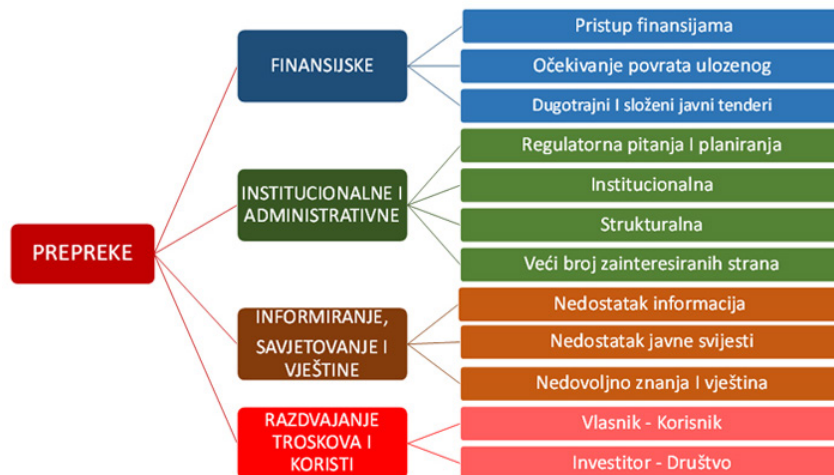 PREPREKE
FINANSIJSKE
Pristup finansijama
Očekivanje povrata ulozenog
Dugotrajni I složeni javni tenderi
INSTITUCIONALNE I
ADMINISTRATIVNE
Regulatorna pitanja I planiranja
Institucionalna
Strukturalna
Veći broj zainteresiranih strana
INFORMIRANJE,
SAVJETOVANJE I
VJEŠTINE
Nedostatak informacija
Nedostatak javne svijesti
Nedovoljno znanja I vještina
RAZDVAJANJE
TROSKOVA I
KORISTI
Vlasnik - Korisnik
Investitor - Društvo